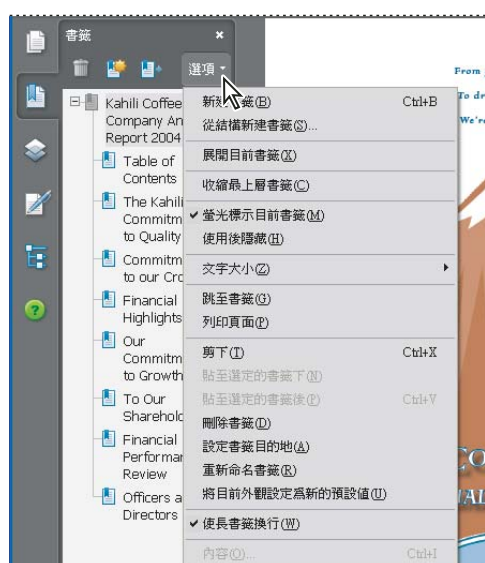 書籤
選項
Kahili Coffee
Company An
Report 2004
Table of
Contents
The Kahili
Commitm
to Quality
Commitm
to our Cro
Financial
Highlights
Our
Commitm
to Growth
To Our
Shareholo
Financial
Performar
Review
Officers a
Directors
新建書籤(B) Ctrl+B
從結構新建書籤(S)...
展開目前書籤(X)
收縮最上層書籤(C)
螢光標示目前書籤(M)
使用後隱藏(H)
文字大小(Z)
跳至書籤(G)
列印頁面(P)
剪下(T) Ctrl+X
貼至選定的書籤下(N)
貼至選定的書籤後(P) Ctrl+V
刪除書籤(D)
設定書籤目的地(A)
重新命名書籤(R)
將目前外觀設定爲新的預設值(U)
使長書籤換行(W)
內容(O)... Ctrl+I
From
To dr
We're
CO
IAL